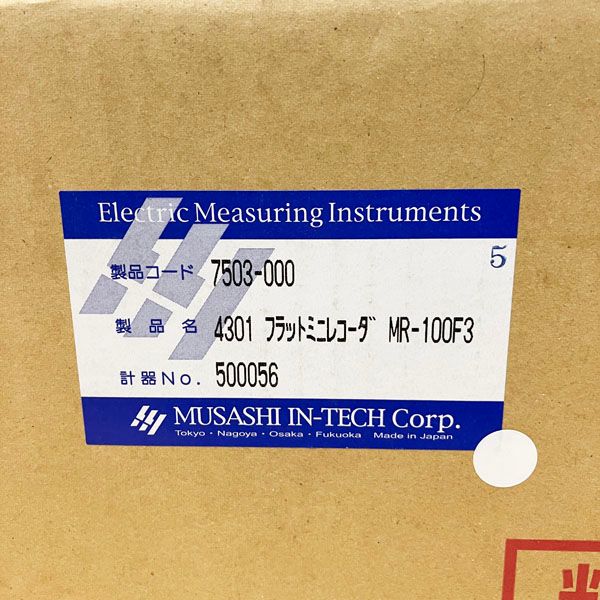 Electric Measuring Instruments
5
製品コード 7503-000
製品名 4301 フラットミニレコーダ MR-100F3
計器No. 500056
MUSASHI IN-TECH Corp.
Tokyo・Nagoya・Osaka・Fukuoka Made in Japan